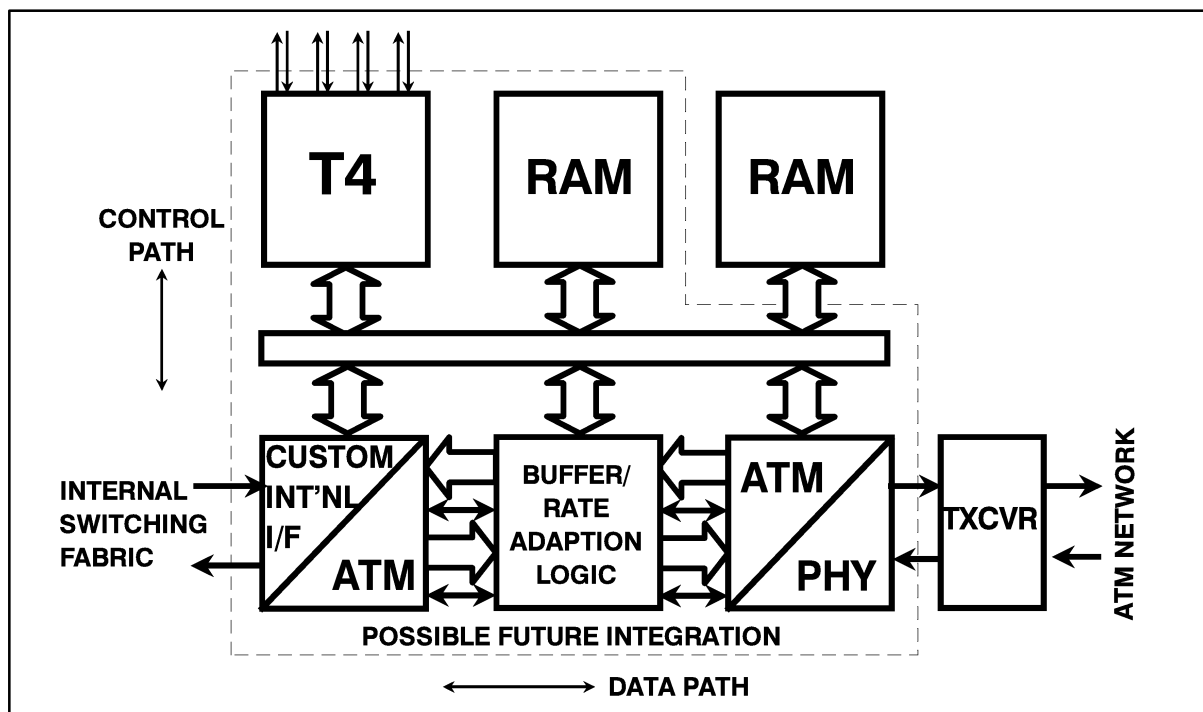 T4
RAM
RAM
CONTROL
PATH
CUSTOM
INT'NL
I/F
ATM
BUFFER/
RATE
ADAPTION
LOGIC
ATM
PHY
TXCVR
INTERNAL
SWITCHING
FABRIC
ATM NETWORK
POSSIBLE FUTURE INTEGRATION
DATA PATH